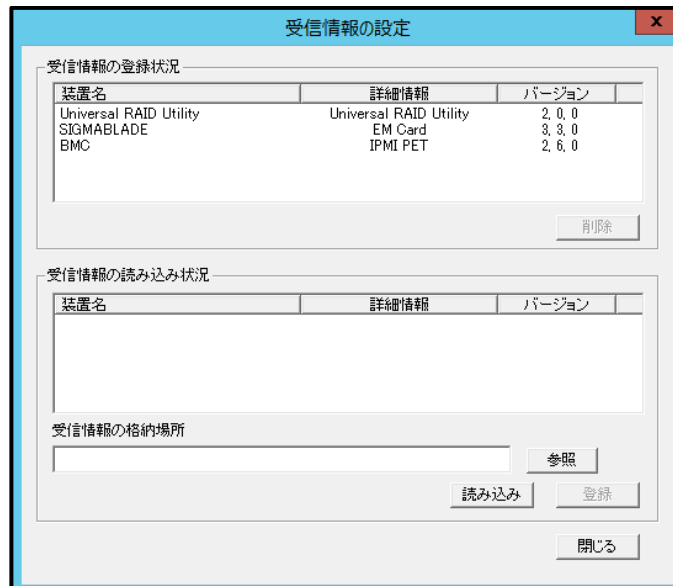 受信情報の設定
x
受信情報の登録状況
装置名 詳細情報 バージョン
Universal RAID Utility Universal RAID Utility 2, 0, 0
SIGMABLADE EM Card 3, 3, 0
BMC IPMI PET 2, 6, 0
削除
受信情報の読み込み状況
装置名 詳細情報 バージョン
受信情報の格納場所
参照
読み込み 登録
閉じる